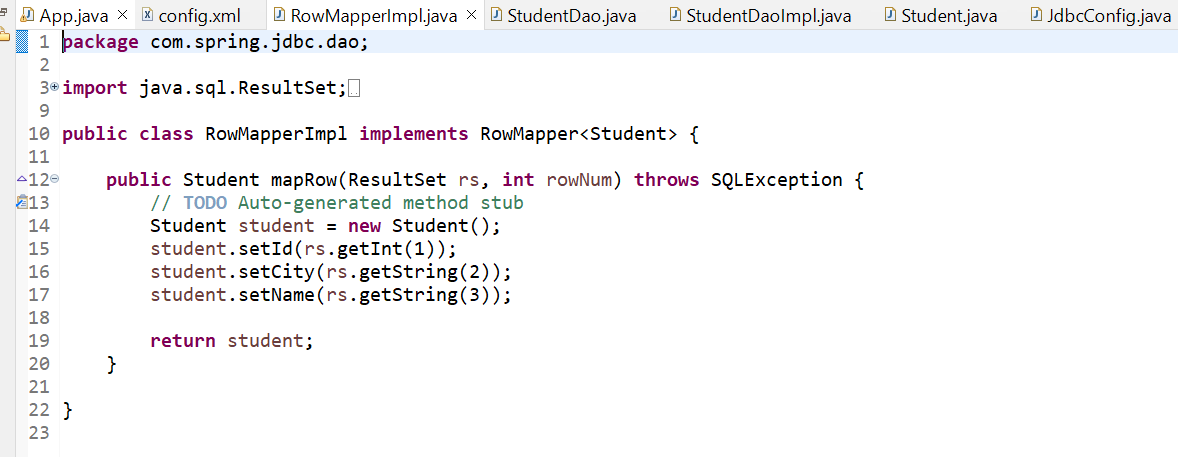 App.java config.xml RowMapperImpl.java StudentDao.java StudentDaoImpl.java Student.java JdbcConfig.java
1 package com.spring.jdbc.dao;
2
3 import java.sql.ResultSet;
9
10 public class RowMapperImpl implements RowMapper<Student> {
11
12 public Student mapRow(ResultSet rs, int rowNum) throws SQLException {
13 // TODO Auto-generated method stub
14 Student student = new Student();
15 student.setId(rs.getInt(1));
16 student.setCity(rs.getString(2));
17 student.setName(rs.getString(3));
18
19 return student;
20 }
21
22 }
23